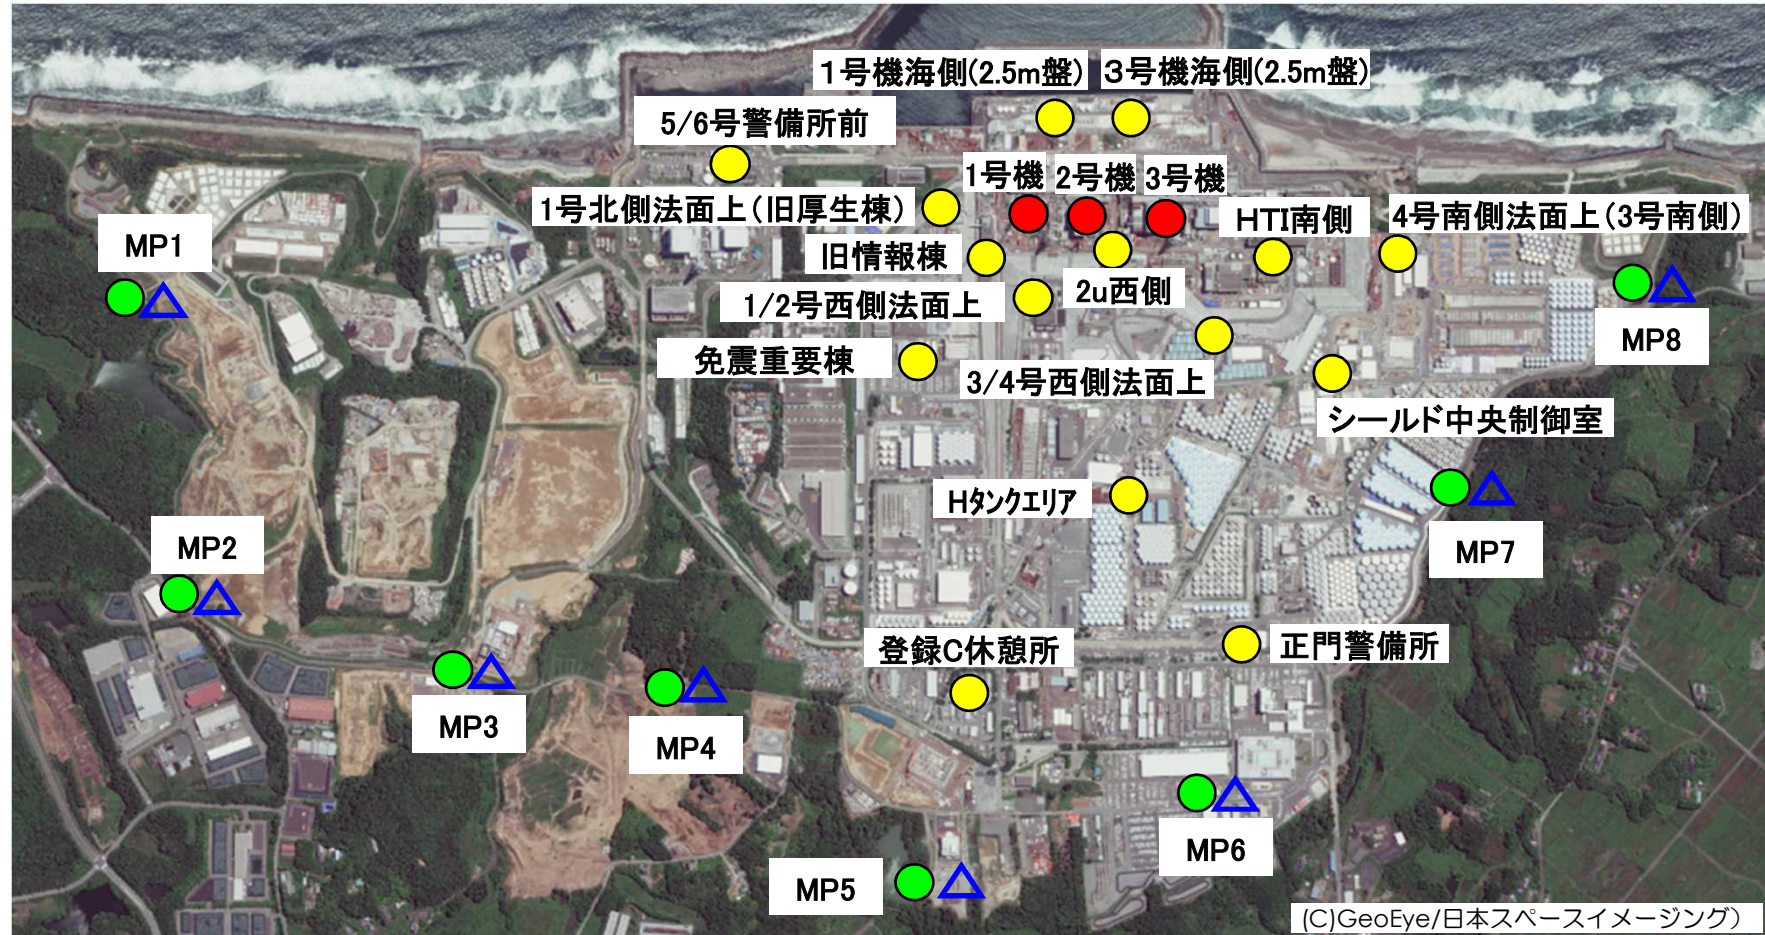 1号機海側(2.5m盤)
3号機海側(2.5m盤)
5/6号警備所前
1号機
2号機
3号機
1号北側法面上(旧厚生棟)
HTI南側
4号南側法面上(3号南側)
MP1
旧情報棟
2u西側
1/2号西側法面上
MP8
免震重要棟
3/4号西側法面上
シールド中央制御室
Hタンクエリア
MP2
MP7
登録C休憩所
正門警備所
MP3
MP4
MP6
MP5
(C)GeoEye/日本スペースイメージング)